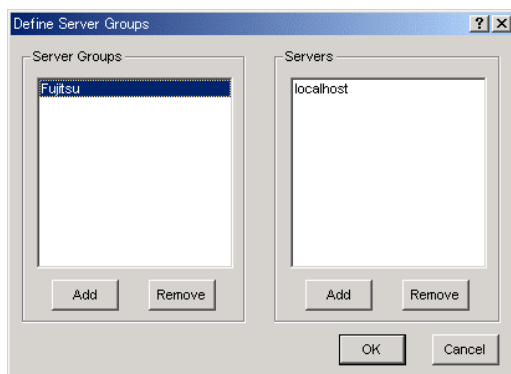 Define Server Groups
Server Groups
Fujitsu
Add
Remove
Servers
localhost
Add
Remove
OK
Cancel